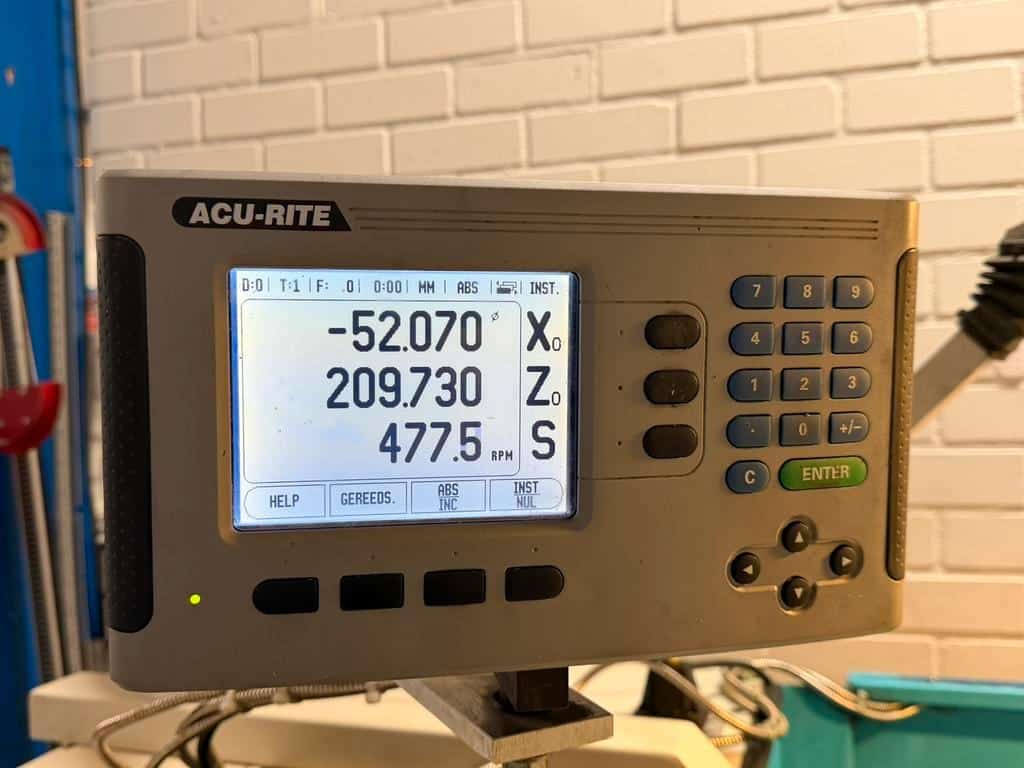 ACU-RITE
D:0 T:1 F: .0 0:00 MM ABS INST.
-52.070 ø X0
209.730 Z0
477.5 RPM S
HELP GEREEDS. ABS INC INST NUL
7 8 9
4 5 6
1 2 3
. 0 +/-
C ENTER